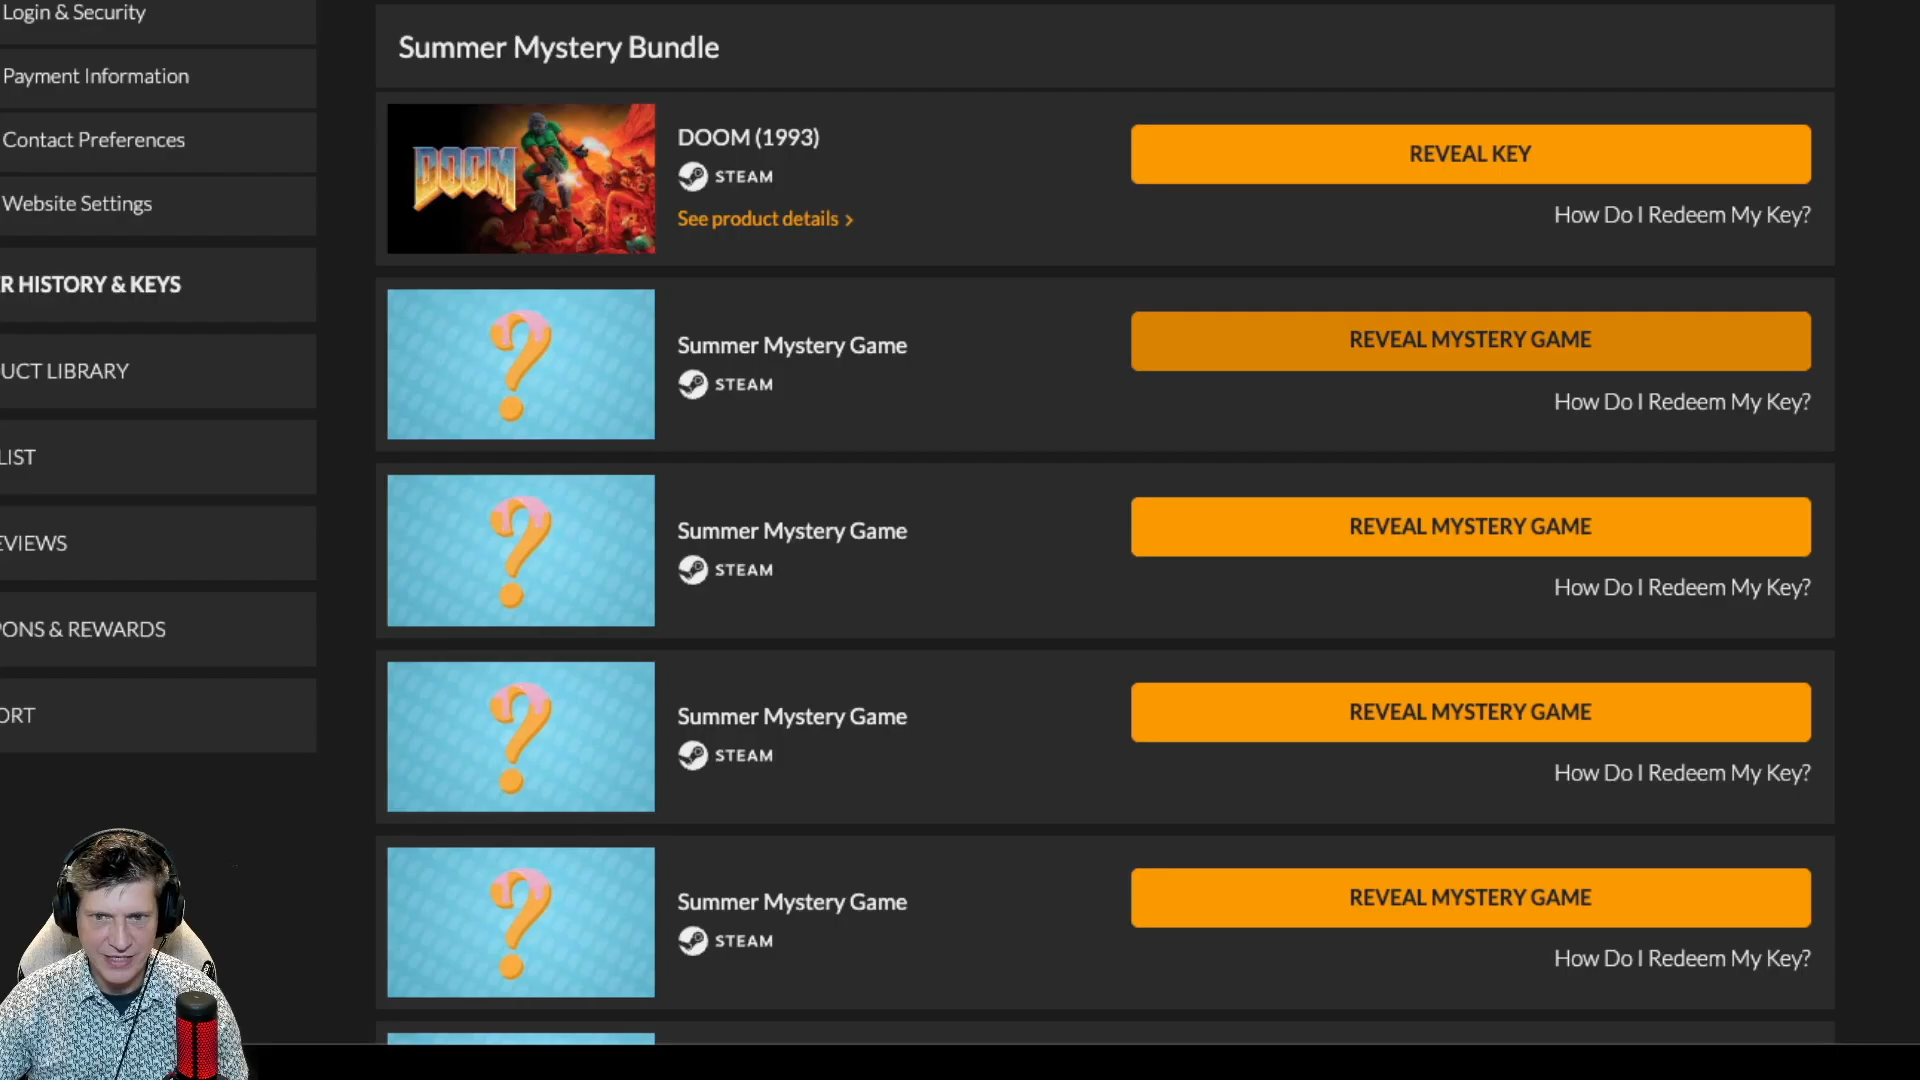 Login & Security
Payment Information
Contact Preferences
Website Settings
R HISTORY & KEYS
UCT LIBRARY
LIST
EVIEWS
PONS & REWARDS
ORT
Summer Mystery Bundle
DOOM
DOOM (1993)
STEAM
See product details >
REVEAL KEY
How Do I Redeem My Key?
Summer Mystery Game
STEAM
REVEAL MYSTERY GAME
How Do I Redeem My Key?
Summer Mystery Game
STEAM
REVEAL MYSTERY GAME
How Do I Redeem My Key?
Summer Mystery Game
STEAM
REVEAL MYSTERY GAME
How Do I Redeem My Key?
Summer Mystery Game
STEAM
REVEAL MYSTERY GAME
How Do I Redeem My Key?